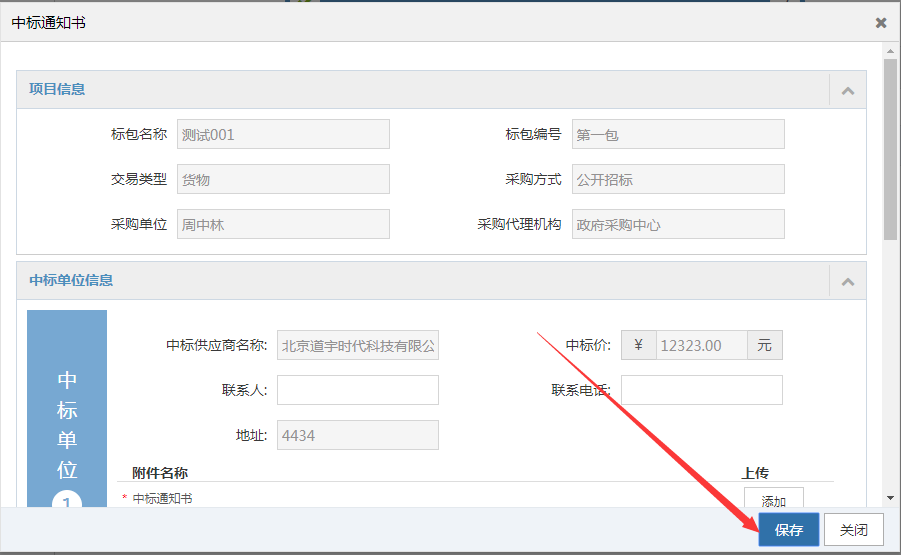 中标通知书
项目信息
标包名称 测试001 标包编号 第一包
交易类型 货物 采购方式 公开招标
采购单位 周中林 采购代理机构 政府采购中心
中标单位信息
中标单位
1
中标供应商名称: 北京道宇时代科技有限公 中标价: ¥ 12323.00 元
联系人: 联系电话:
地址: 4434
附件名称 上传
* 中标通知书 添加
保存 关闭